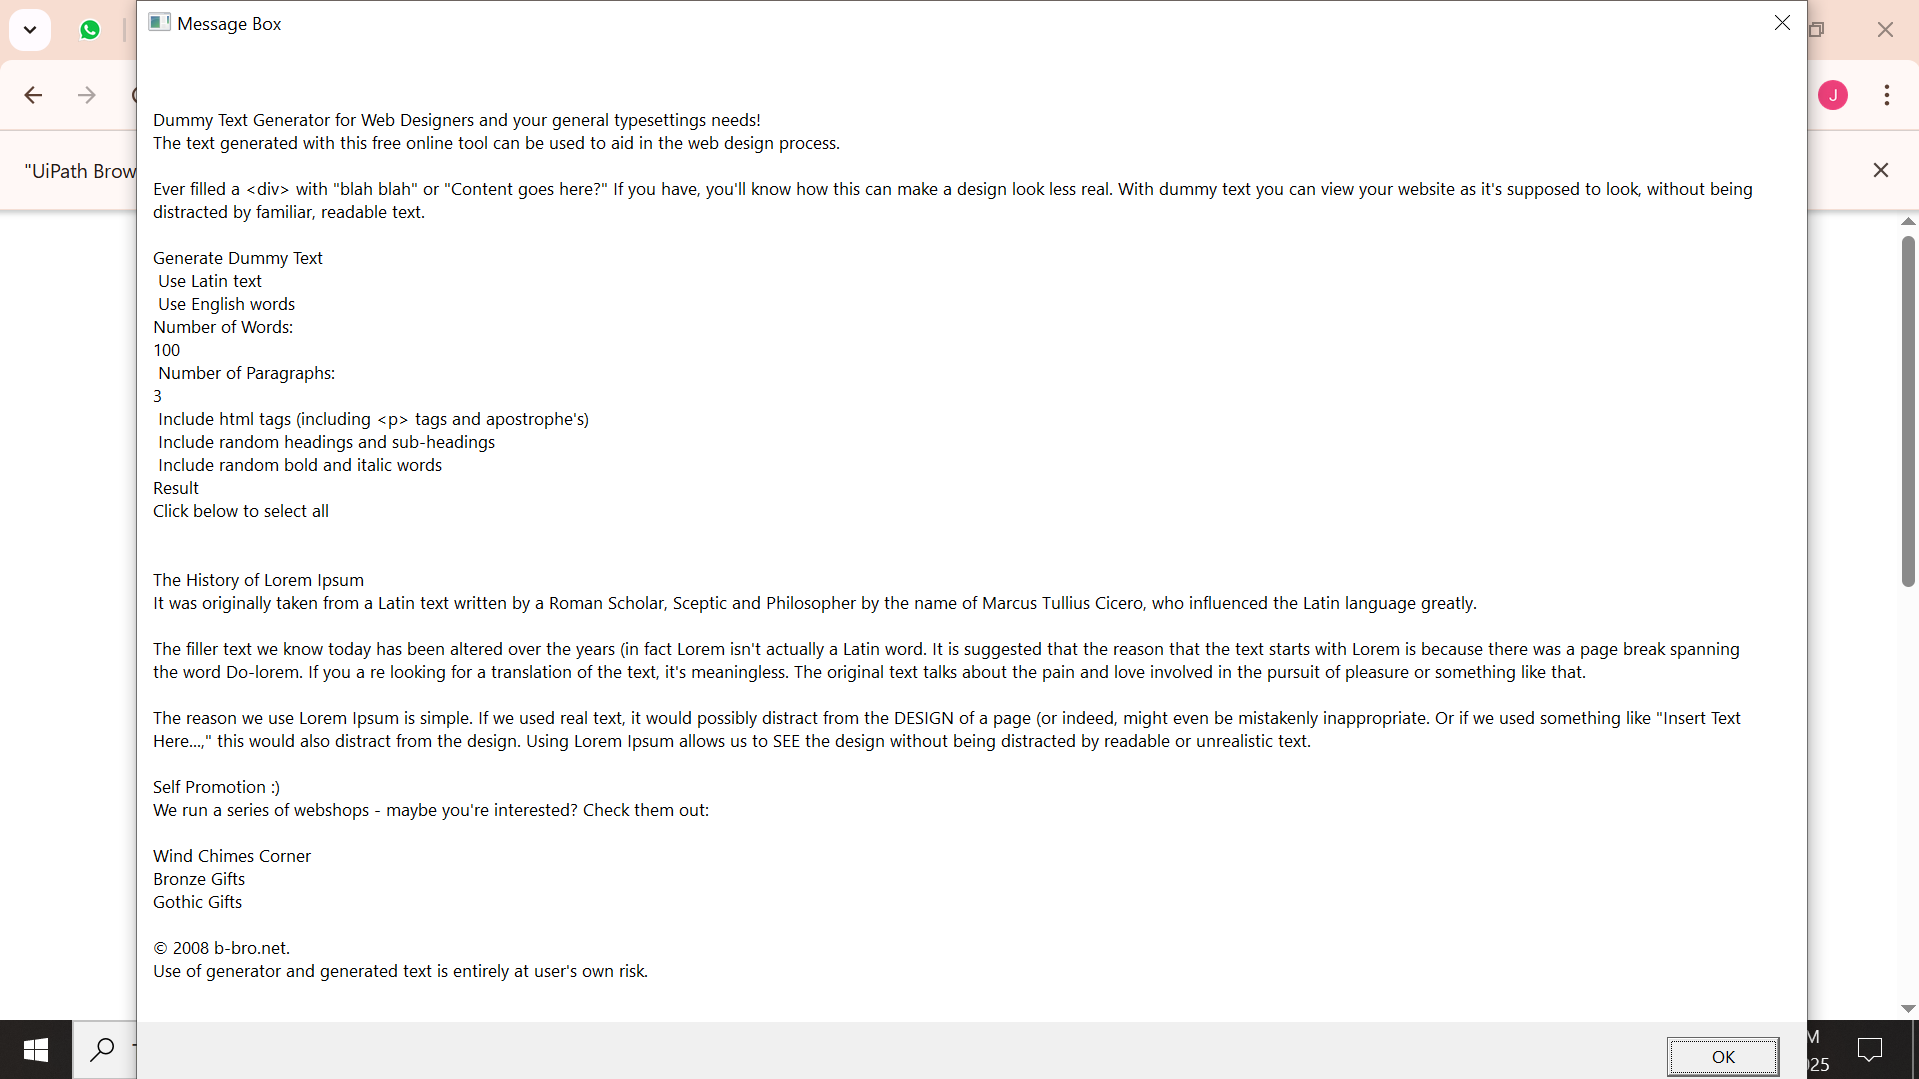 Message Box
J
"UiPath Brow
Dummy Text Generator for Web Designers and your general typesettings needs!
The text generated with this free online tool can be used to aid in the web design process.
Ever filled a <div> with "blah blah" or "Content goes here?" If you have, you'll know how this can make a design look less real. With dummy text you can view your website as it's supposed to look, without being
distracted by familiar, readable text.
Generate Dummy Text
Use Latin text
Use English words
Number of Words:
100
Number of Paragraphs:
3
Include html tags (including <p> tags and apostrophe's)
Include random headings and sub-headings
Include random bold and italic words
Result
Click below to select all
The History of Lorem Ipsum
It was originally taken from a Latin text written by a Roman Scholar, Sceptic and Philosopher by the name of Marcus Tullius Cicero, who influenced the Latin language greatly.
The filler text we know today has been altered over the years (in fact Lorem isn't actually a Latin word. It is suggested that the reason that the text starts with Lorem is because there was a page break spanning
the word Do-lorem. If you a re looking for a translation of the text, it's meaningless. The original text talks about the pain and love involved in the pursuit of pleasure or something like that.
The reason we use Lorem Ipsum is simple. If we used real text, it would possibly distract from the DESIGN of a page (or indeed, might even be mistakenly inappropriate. Or if we used something like "Insert Text
Here...," this would also distract from the design. Using Lorem Ipsum allows us to SEE the design without being distracted by readable or unrealistic text.
Self Promotion :)
We run a series of webshops - maybe you're interested? Check them out:
Wind Chimes Corner
Bronze Gifts
Gothic Gifts
© 2008 b-bro.net.
Use of generator and generated text is entirely at user's own risk.
OK
M
025